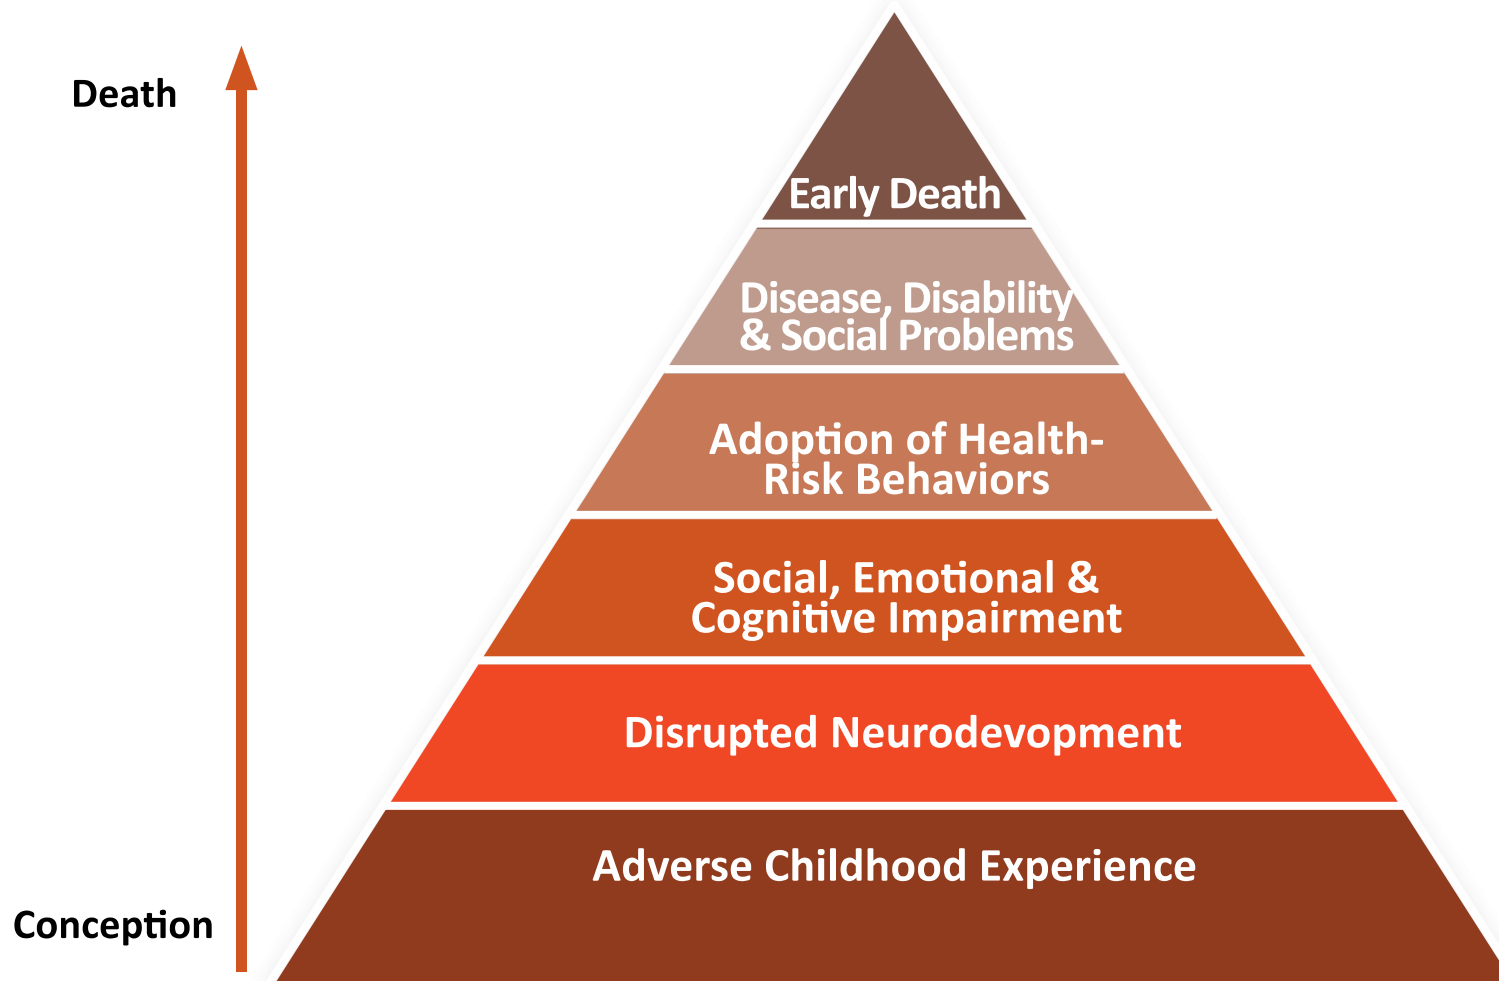 Death
Early Death
Disease, Disability
& Social Problems
Adoption of Health-
Risk Behaviors
Social, Emotional &
Cognitive Impairment
Disrupted Neurodevopment
Adverse Childhood Experience
Conception